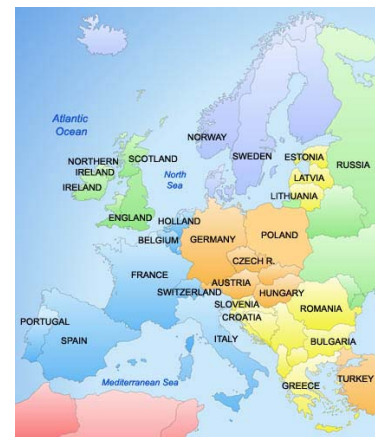 Atlantic
Ocean
NORWAY
SWEDEN
ESTONIA
RUSSIA
LATVIA
LITHUANIA
NORTHERN
IRELAND
SCOTLAND
North
Sea
IRELAND
ENGLAND
HOLLAND
BELGIUM
GERMANY
POLAND
CZECH R.
FRANCE
AUSTRIA
SWITZERLAND
HUNGARY
SLOVENIA
CROATIA
ROMANIA
PORTUGAL
SPAIN
ITALY
BULGARIA
Mediterranean Sea
GREECE
TURKEY